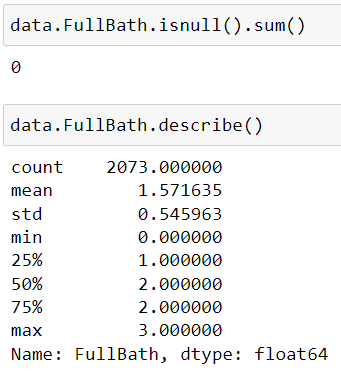 data.FullBath.isnull().sum()
0
data.FullBath.describe()
count    2073.000000
mean        1.571635
std         0.545963
min         0.000000
25%         1.000000
50%         2.000000
75%         2.000000
max         3.000000
Name: FullBath, dtype: float64